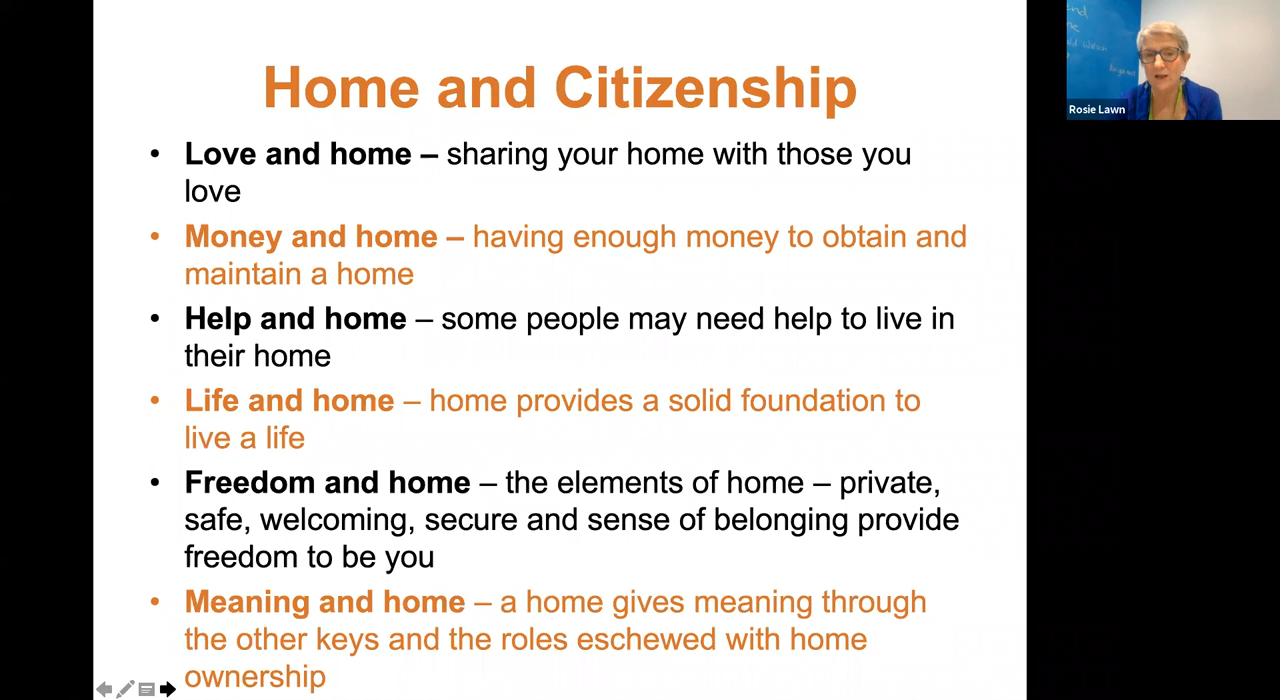 Home and Citizenship
• Love and home – sharing your home with those you
love
• Money and home – having enough money to obtain and
maintain a home
• Help and home – some people may need help to live in
their home
• Life and home – home provides a solid foundation to
live a life
• Freedom and home – the elements of home – private,
safe, welcoming, secure and sense of belonging provide
freedom to be you
• Meaning and home – a home gives meaning through
the other keys and the roles eschewed with home
ownership
Rosie Lawn